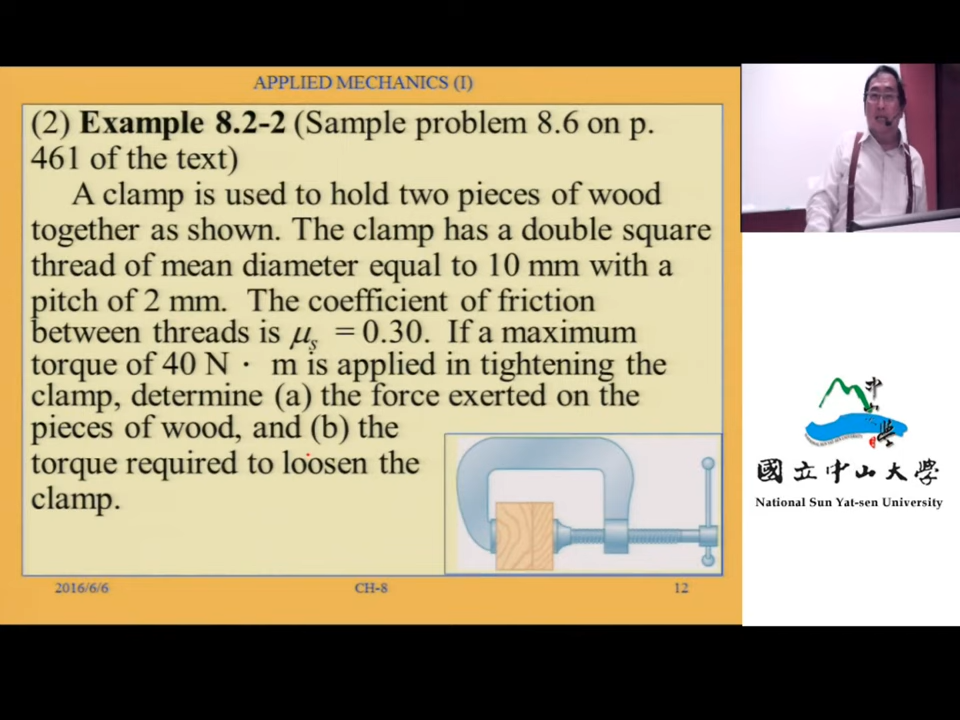 APPLIED MECHANICS (I)
(2) Example 8.2-2 (Sample problem 8.6 on p.
461 of the text)
A clamp is used to hold two pieces of wood
together as shown. The clamp has a double square
thread of mean diameter equal to 10 mm with a
pitch of 2 mm. The coefficient of friction
between threads is μs = 0.30. If a maximum
torque of 40 N · m is applied in tightening the
clamp, determine (a) the force exerted on the
pieces of wood, and (b) the
torque required to loosen the
clamp.
2016/6/6
CH-8
12
中山大學
國立中山大學
National Sun Yat-sen University